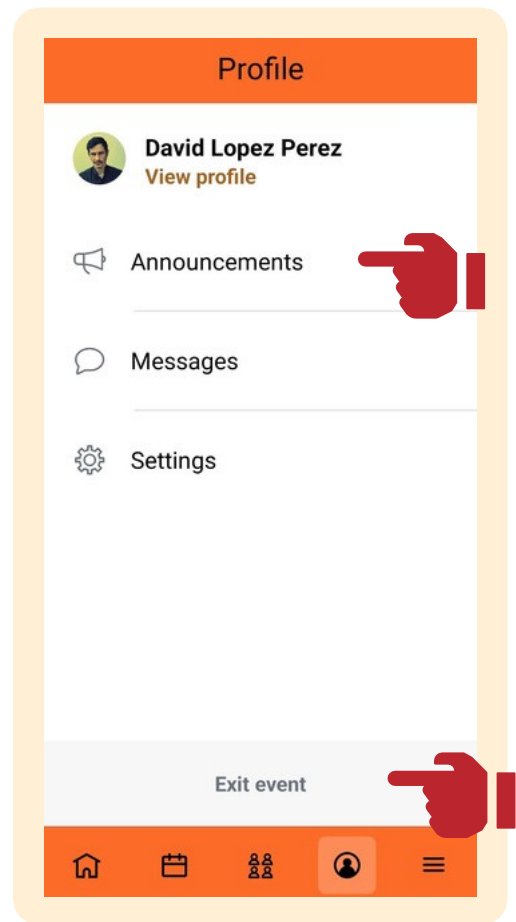 Profile
David Lopez Perez
View profile
Announcements
Messages
Settings
Exit event